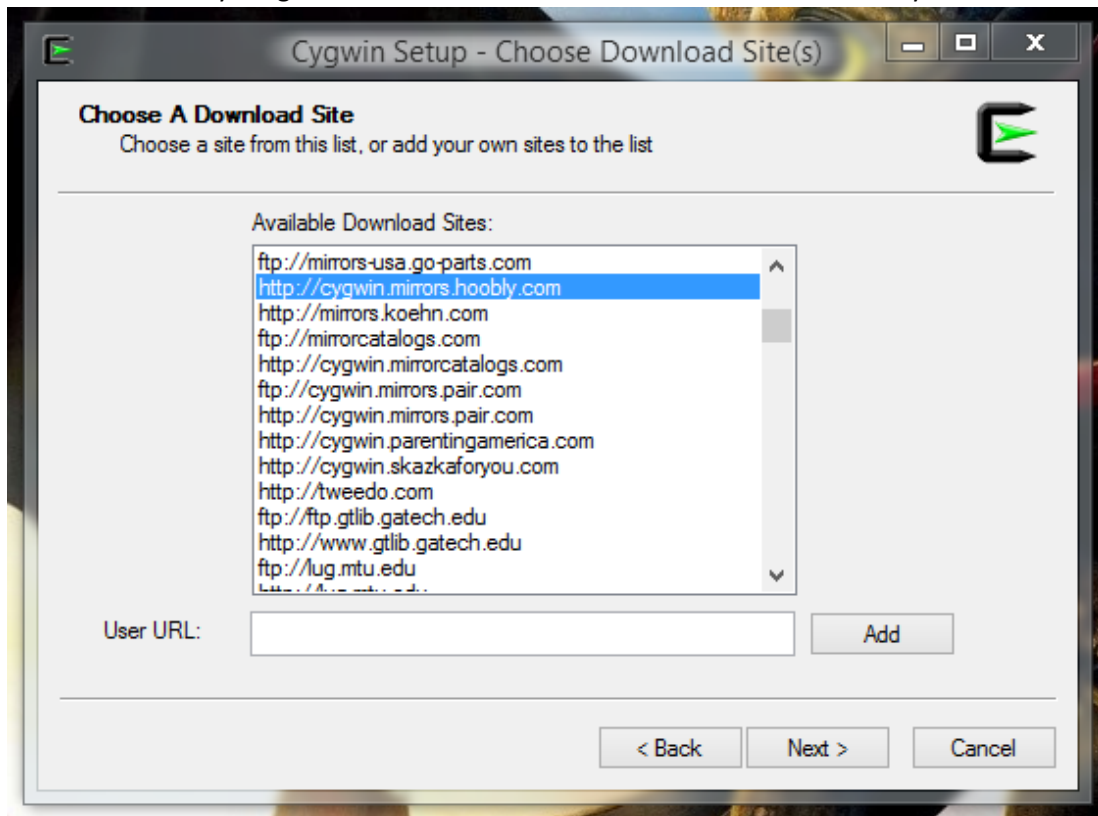 Cygwin Setup - Choose Download Site(s)
Choose A Download Site
Choose a site from this list, or add your own sites to the list
Available Download Sites:
ftp://mirrors-usa.go-parts.com
http://cygwin.mirrors.hoobly.com
http://mirrors.koehn.com
ftp://mirrorcatalogs.com
http://cygwin.mirrorcatalogs.com
ftp://cygwin.mirrors.pair.com
http://cygwin.mirrors.pair.com
http://cygwin.parentingamerica.com
http://cygwin.skazkaforyou.com
http://tweedo.com
ftp://ftp.gtlib.gatech.edu
http://www.gtlib.gatech.edu
ftp://lug.mtu.edu
http://lug.mtu.edu
User URL:
Add
< Back
Next >
Cancel